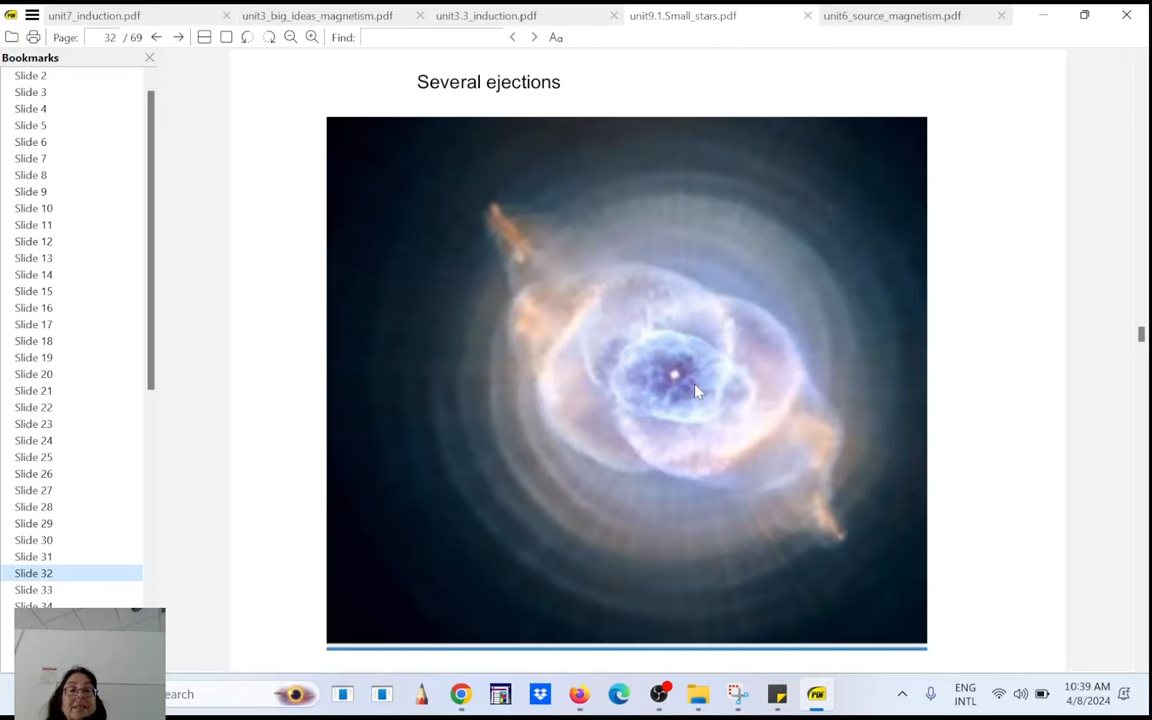 unit7_induction.pdf
unit3_big_ideas_magnetism.pdf
unit3.3_induction.pdf
unit9.1.Small_stars.pdf
unit6_source_magnetism.pdf
Page: 32 / 69
Find:
Aa
Bookmarks
Slide 2
Slide 3
Slide 4
Slide 5
Slide 6
Slide 7
Slide 8
Slide 9
Slide 10
Slide 11
Slide 12
Slide 13
Slide 14
Slide 15
Slide 16
Slide 17
Slide 18
Slide 19
Slide 20
Slide 21
Slide 22
Slide 23
Slide 24
Slide 25
Slide 26
Slide 27
Slide 28
Slide 29
Slide 30
Slide 31
Slide 32
Slide 33
Slide 34
Several ejections
earch
PDF
ENG
INTL
10:39 AM
4/8/2024